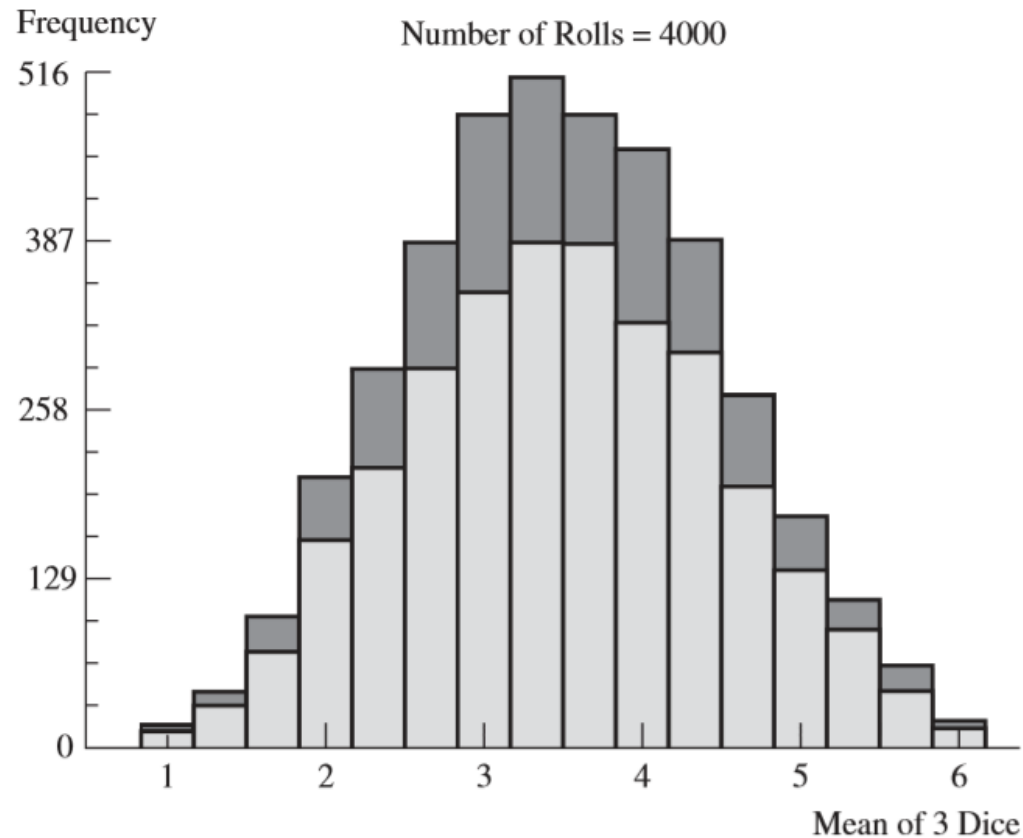 Frequency
Number of Rolls = 4000
516
387
258
129
0
1 2 3 4 5 6
Mean of 3 Dice